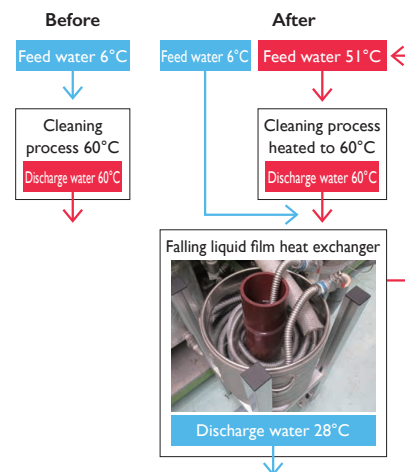 Before
Feed water 6°C
Cleaning
process 60°C
Discharge water 60°C
After
Feed water 6°C
Feed water 51°C
Cleaning process
heated to 60°C
Discharge water 60°C
Falling liquid film heat exchanger
Discharge water 28°C